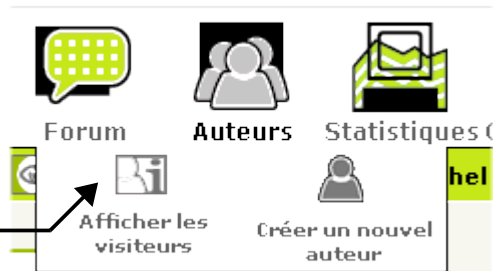 Forum Auteurs Statistiques
hel
Afficher les
visiteurs
Créer un nouvel
auteur